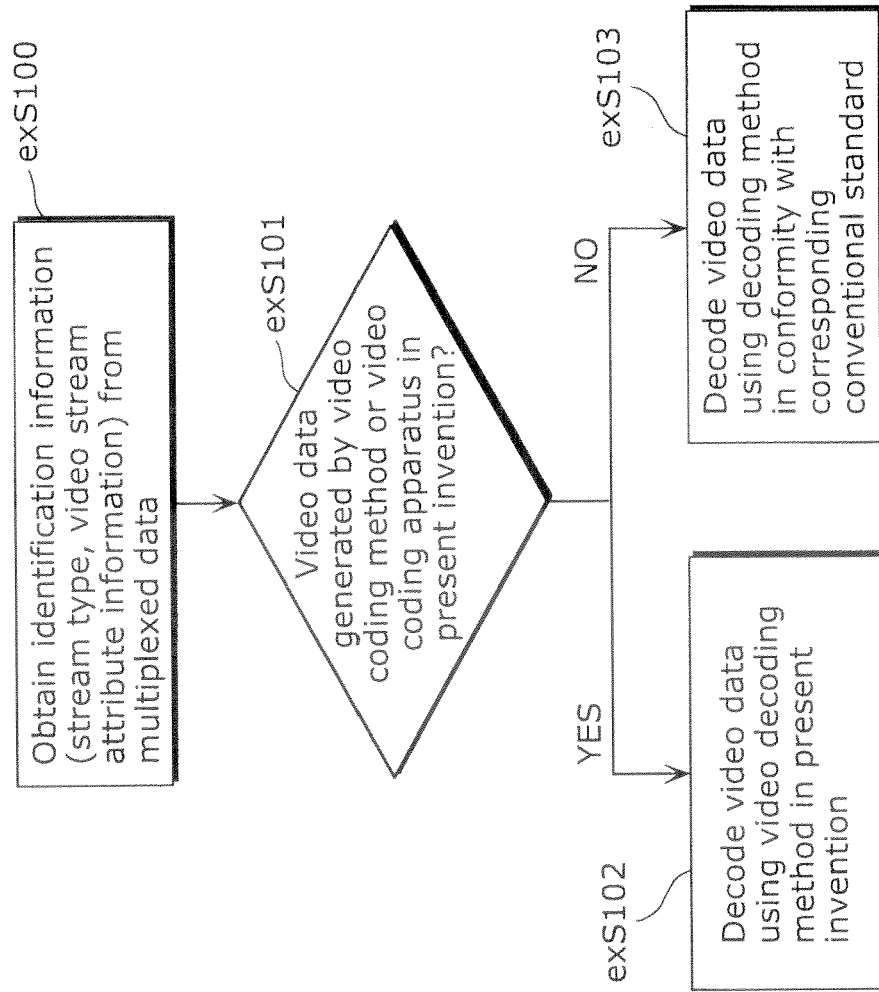 exS100
Obtain identification information
(stream type, video stream
attribute information) from
multiplexed data
exS101
Video data
generated by video
coding method or video
coding apparatus in
present invention?
YES
NO
exS102
Decode video data
using video decoding
method in present
invention
exS103
Decode video data
using decoding method
in conformity with
corresponding
conventional standard